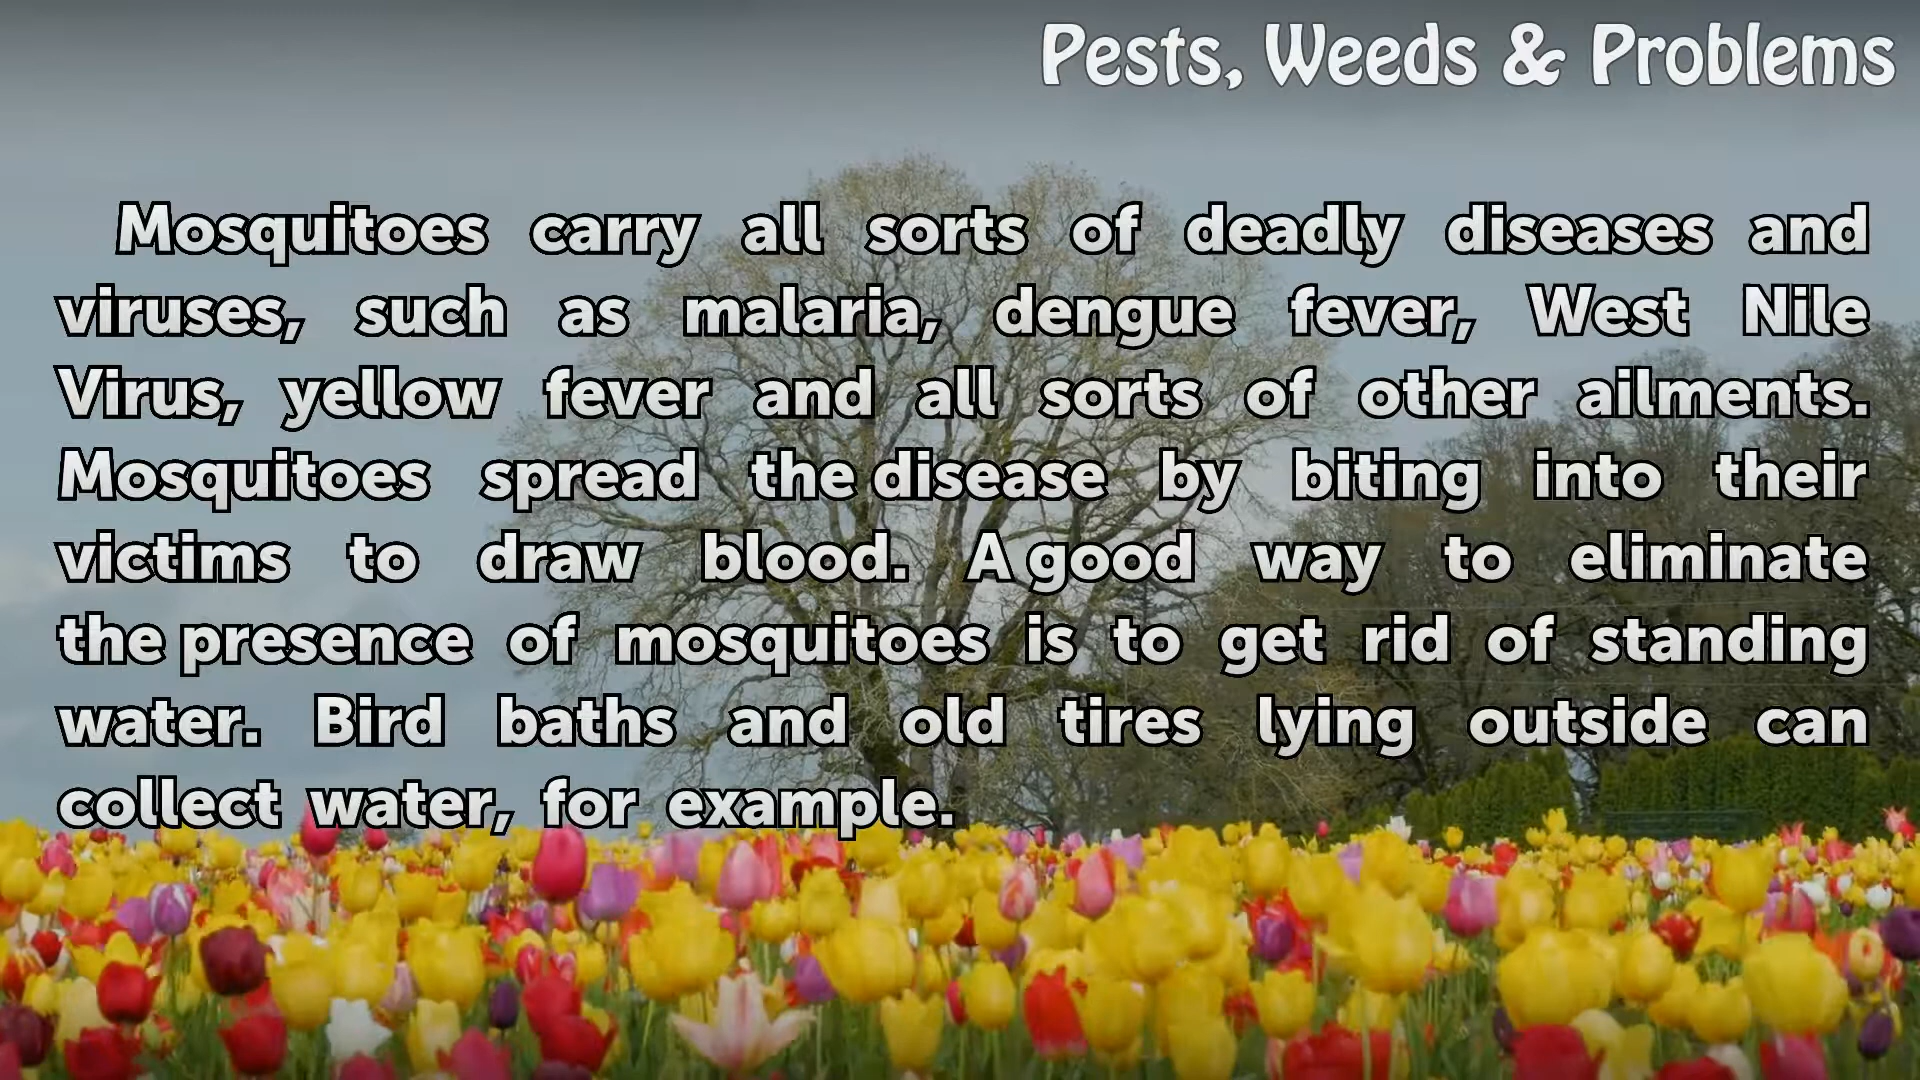 Pests, Weeds & Problems
Mosquitoes carry all sorts of deadly diseases and
viruses, such as malaria, dengue fever, West Nile
Virus, yellow fever and all sorts of other ailments.
Mosquitoes spread the disease by biting into their
victims to draw blood. A good way to eliminate
the presence of mosquitoes is to get rid of standing
water. Bird baths and old tires lying outside can
collect water, for example.